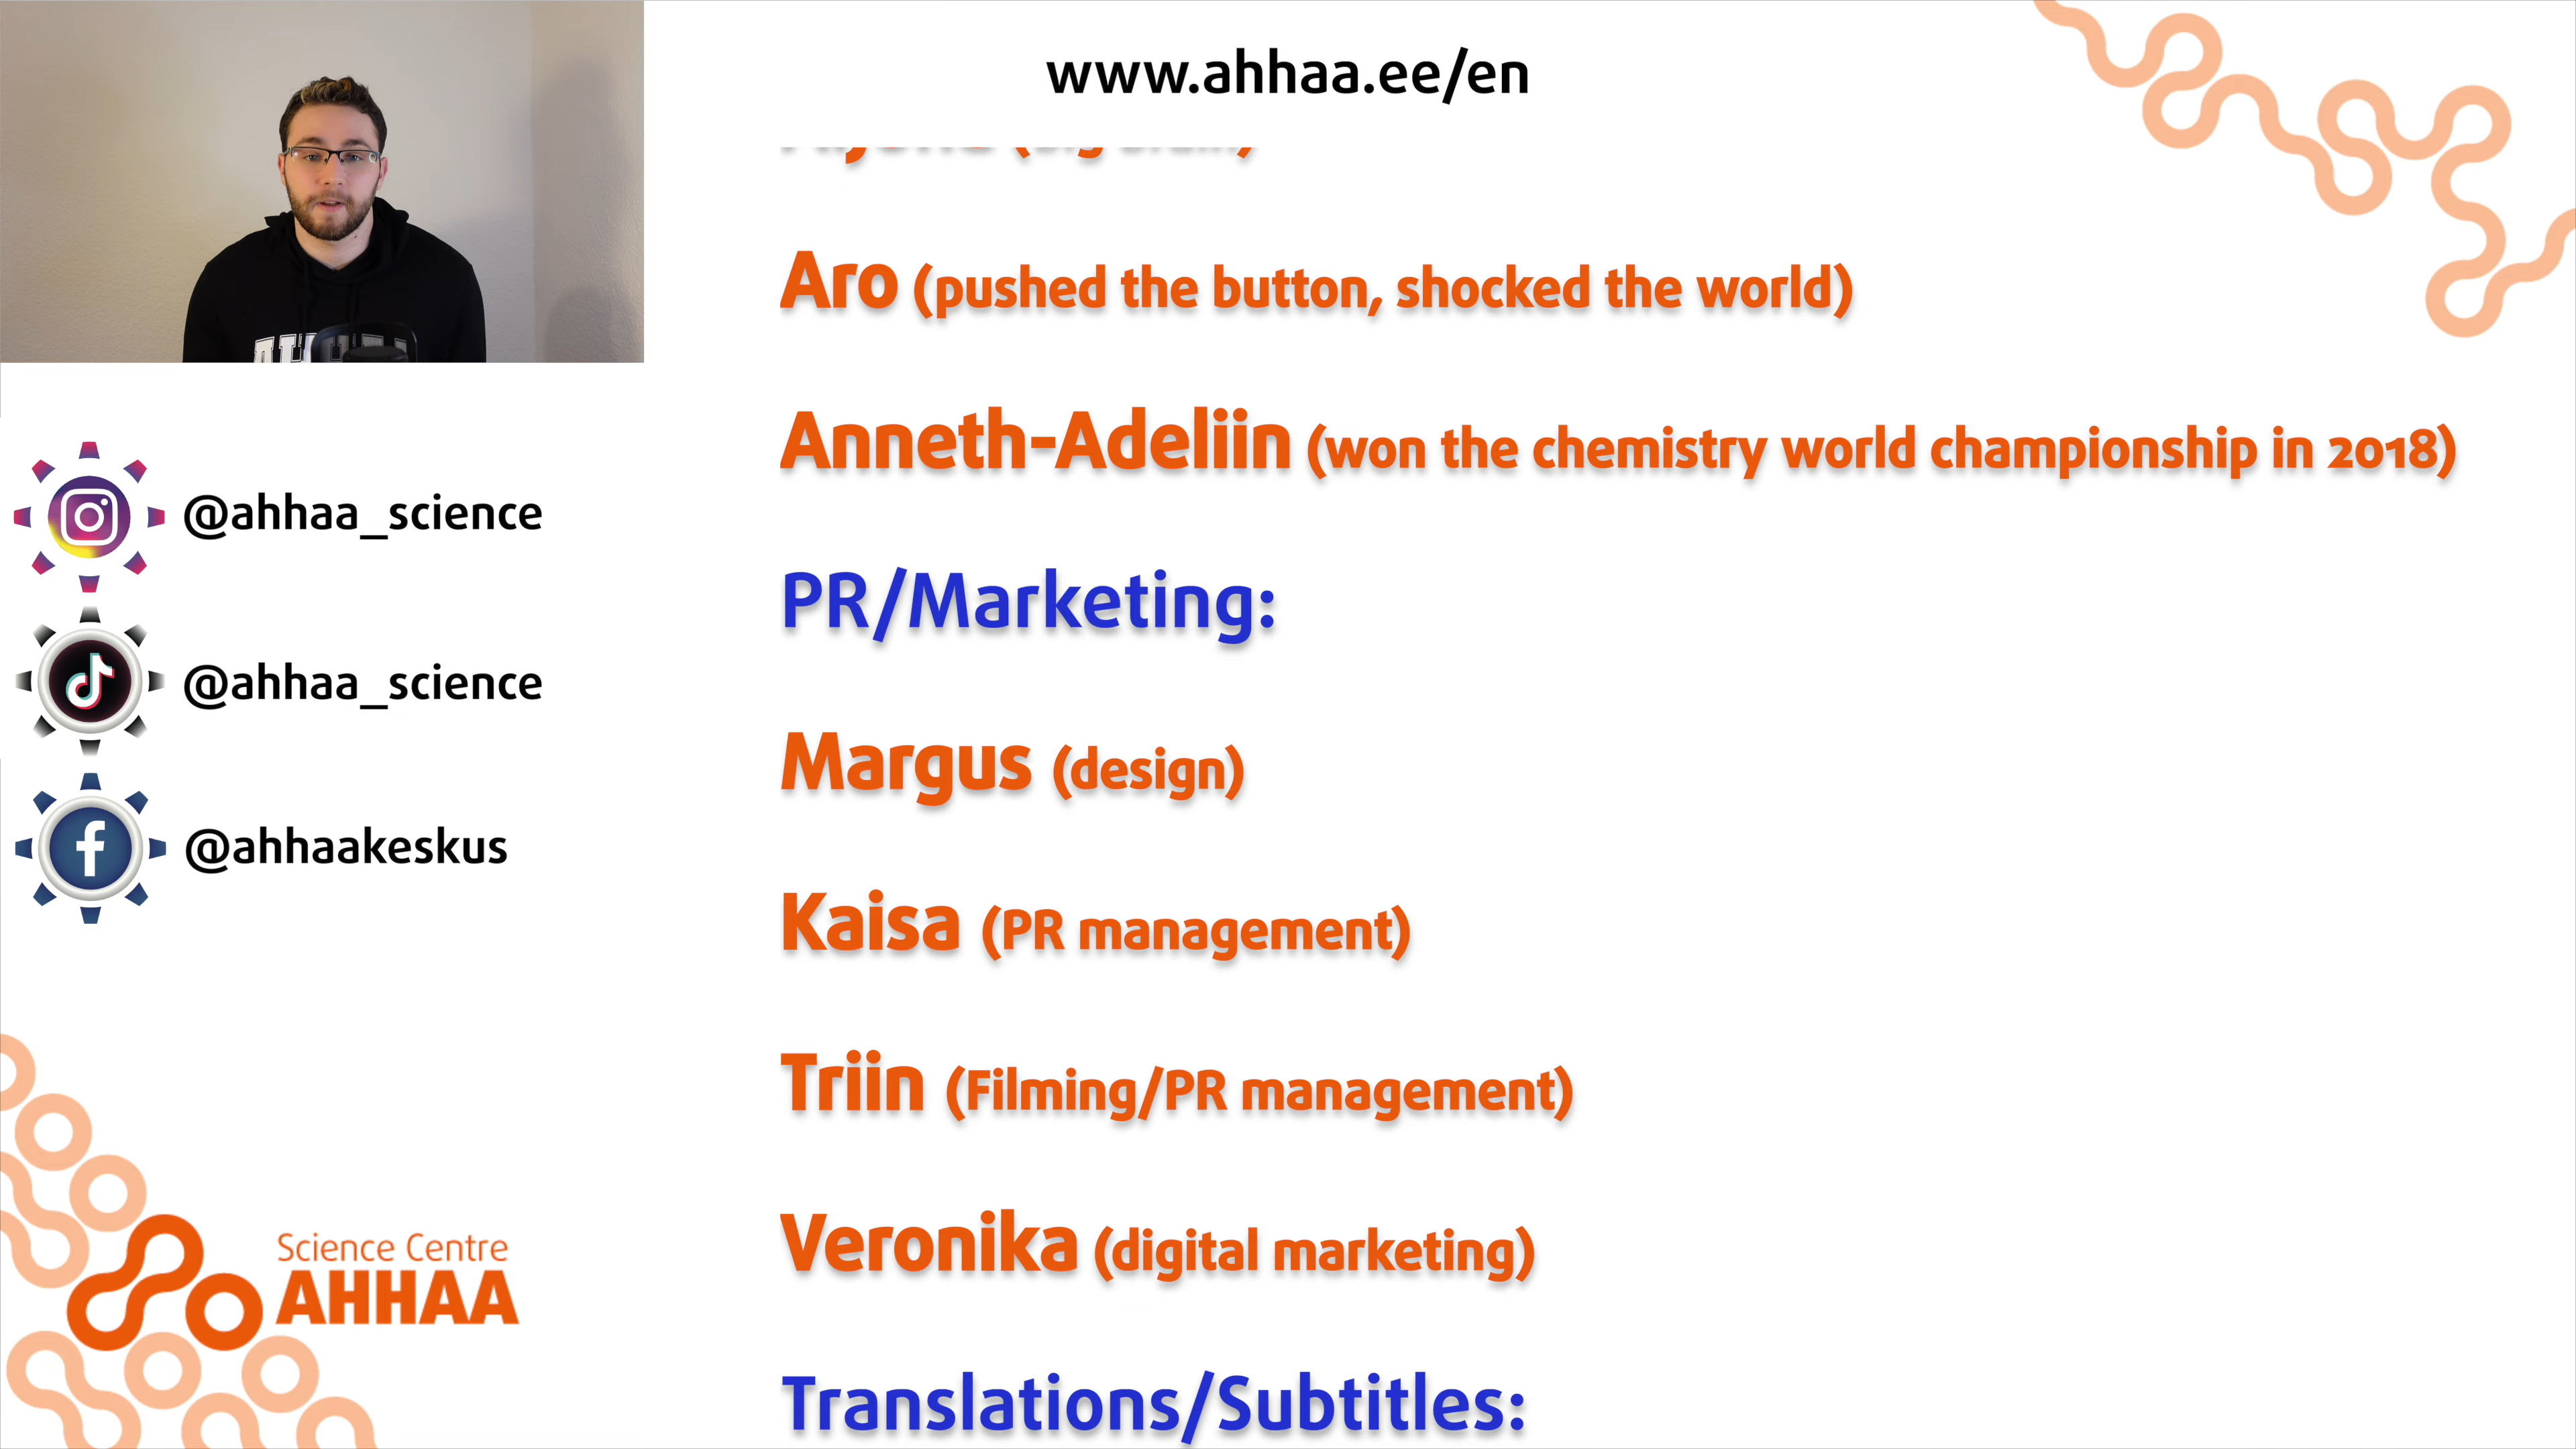 www.ahhaa.ee/en
Aro (pushed the button, shocked the world)
Anneth-Adeliin (won the chemistry world championship in 2018)
PR/Marketing:
Margus (design)
Kaisa (PR management)
Triin (Filming/PR management)
Veronika (digital marketing)
Translations/Subtitles:
@ahhaa_science
@ahhaa_science
@ahhaakeskus
Science Centre
AHHAA